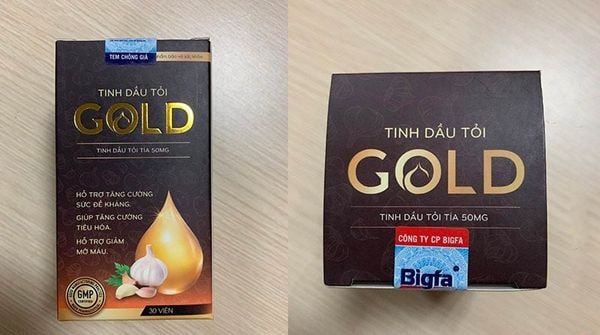 TEM CHỐNG GIẢ
TINH DẦU TỎI
GOLD
TINH DẦU TỎI TÍA 50MG
HỖ TRỢ TĂNG CƯỜNG
SỨC ĐỀ KHÁNG.
GIÚP TĂNG CƯỜNG
TIÊU HÓA.
HỖ TRỢ GIẢM
MỠ MÁU.
GMP
30 VIÊN
TINH DẦU TỎI
GOLD
TINH DẦU TỎI TÍA 50MG
CÔNG TY CP BIGFA
Bigfa